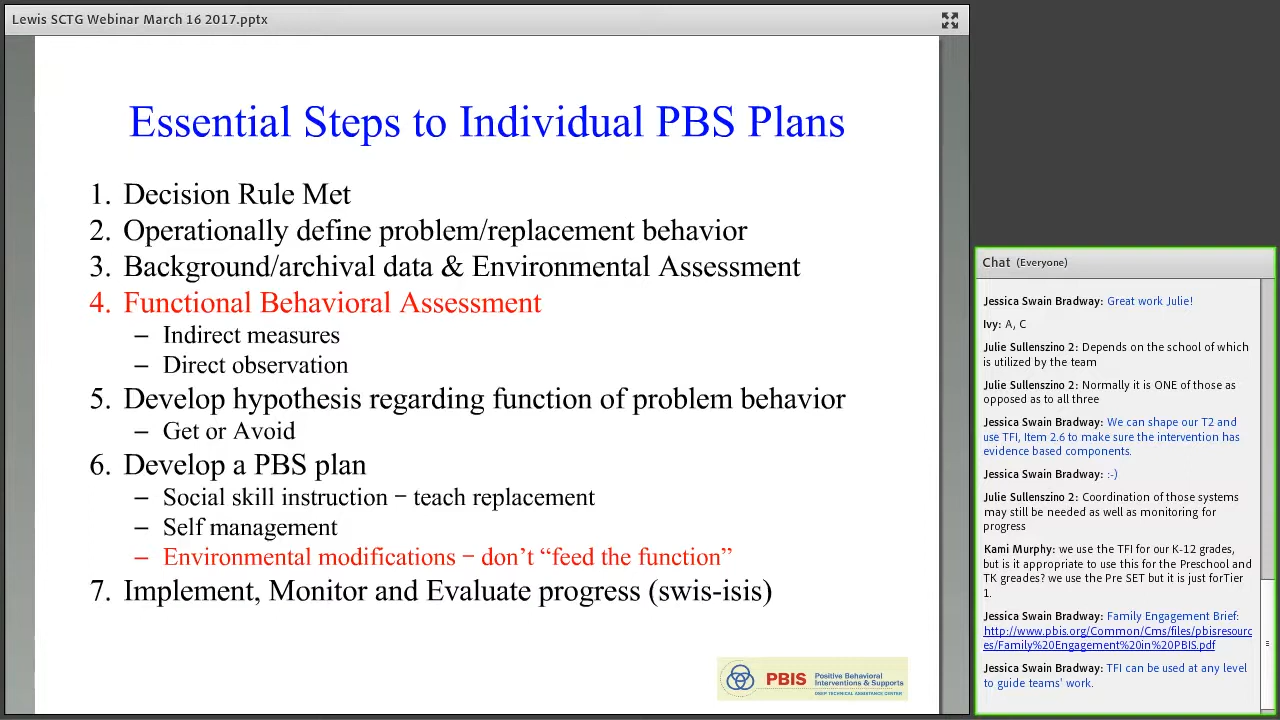 Lewis SCTG Webinar March 16 2017.pptx
Essential Steps to Individual PBS Plans
1. Decision Rule Met
2. Operationally define problem/replacement behavior
3. Background/archival data & Environmental Assessment
4. Functional Behavioral Assessment
– Indirect measures
– Direct observation
5. Develop hypothesis regarding function of problem behavior
– Get or Avoid
6. Develop a PBS plan
– Social skill instruction – teach replacement
– Self management
– Environmental modifications – don’t “feed the function”
7. Implement, Monitor and Evaluate progress (swis-isis)
PBIS
Positive Behavioral
Interventions & Supports
OSEP TECHNICAL ASSISTANCE CENTER
Chat (Everyone)
Jessica Swain Bradway: Great work Julie!
Ivy: A, C
Julie Sullenszino 2: Depends on the school of which
is utilized by the team
Julie Sullenszino 2: Normally it is ONE of those as
opposed as to all three
Jessica Swain Bradway: We can shape our T2 and
use TFI, Item 2.6 to make sure the intervention has
evidence based components.
Jessica Swain Bradway: :-)
Julie Sullenszino 2: Coordination of those systems
may still be needed as well as monitoring for
progress
Kami Murphy: we use the TFI for our K-12 grades,
but is it appropriate to use this for the Preschool and
TK greades? we use the Pre SET but it is just forTier
1.
Jessica Swain Bradway: Family Engagement Brief:
http://www.pbis.org/Common/Cms/files/pbisresourc
es/Family%20Engagement%20in%20PBIS.pdf
Jessica Swain Bradway: TFI can be used at any level
to guide teams' work.